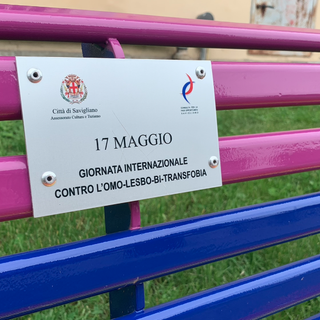 Città di Savigliano
Assessorato Cultura e Turismo
17 MAGGIO
GIORNATA INTERNAZIONALE
CONTRO L'OMO-LESBO-BI-TRANSFOBIA